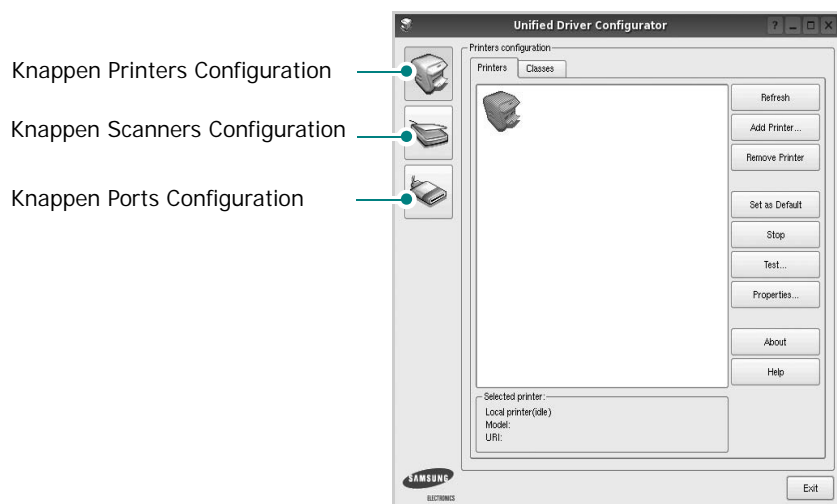 Unified Driver Configurator
Knappen Printers Configuration
Knappen Scanners Configuration
Knappen Ports Configuration
Printers configuration
Printers
Classes
Refresh
Add Printer...
Remove Printer
Set as Default
Stop
Test...
Properties...
About
Help
Selected printer:
Local printer(idle)
Model:
URI:
SAMSUNG
ELECTRONICS
Exit